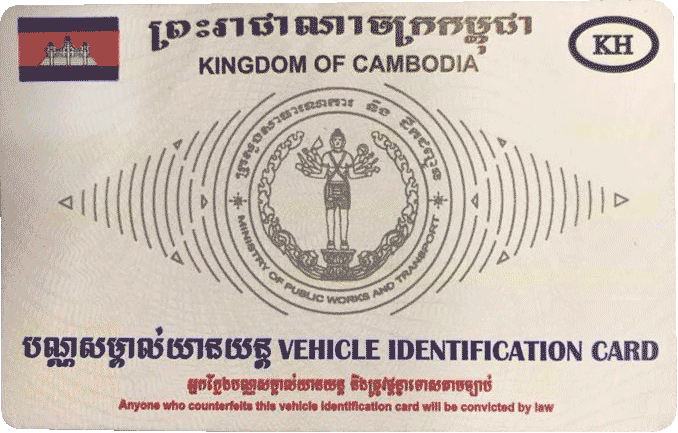 ព្រះរាជាណាចក្រកម្ពុជា
KH
KINGDOM OF CAMBODIA
ក្រសួងសាធារណការ និង ដឹកជញ្ជូន
MINISTRY OF PUBLIC WORKS AND TRANSPORT
បណ្ណសម្គាល់យានយន្ត VEHICLE IDENTIFICATION CARD
អ្នកក្លែងបណ្ណសម្គាល់យានយន្ត នឹងត្រូវផ្តន្ទាទោសតាមច្បាប់
Anyone who counterfeits this vehicle identification card will be convicted by law